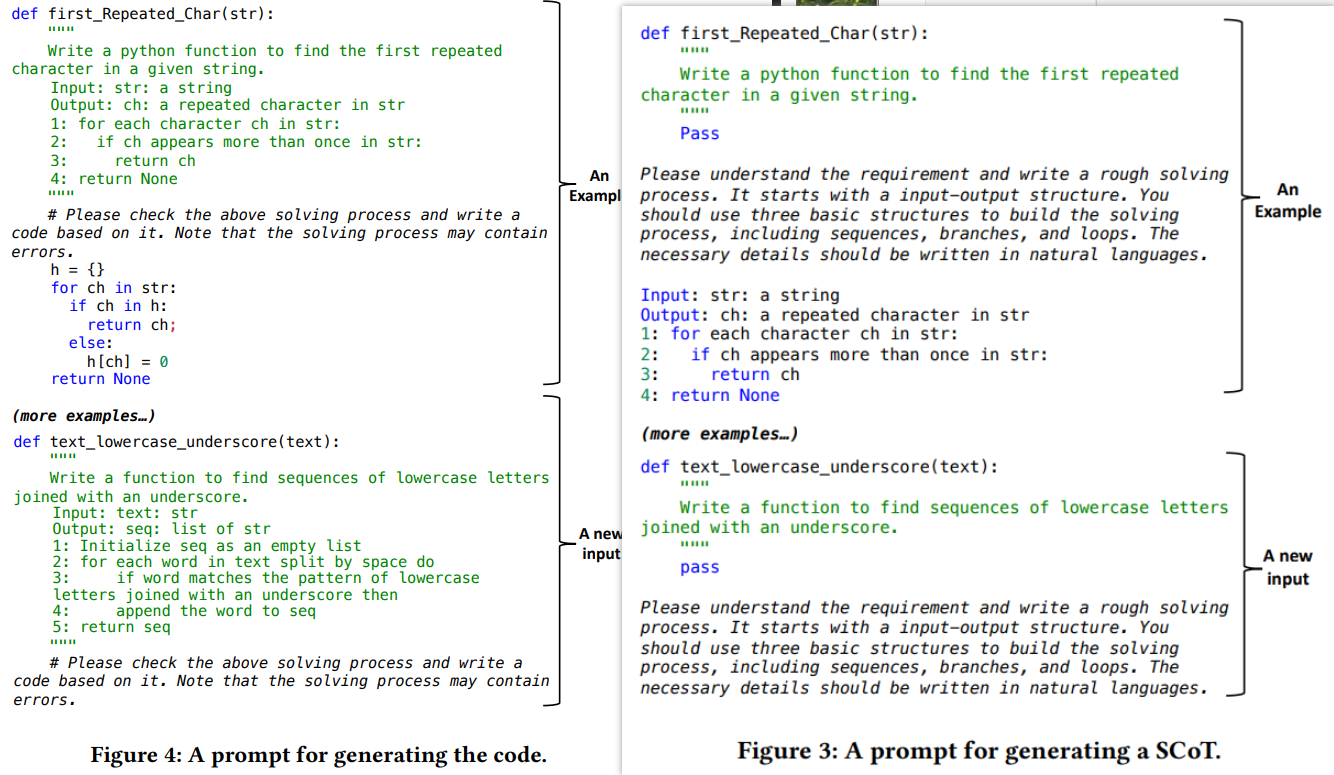 def first_Repeated_Char(str):
"""
Write a python function to find the first repeated
character in a given string.
Input: str: a string
Output: ch: a repeated character in str
1: for each character ch in str:
2: if ch appears more than once in str:
3: return ch
4: return None
"""
# Please check the above solving process and write a
code based on it. Note that the solving process may contain
errors.
h = {}
for ch in str:
if ch in h:
return ch;
else:
h[ch] = 0
return None
An
Exampl
(more examples…)
def text_lowercase_underscore(text):
"""
Write a function to find sequences of lowercase letters
joined with an underscore.
Input: text: str
Output: seq: list of str
1: Initialize seq as an empty list
2: for each word in text split by space do
3: if word matches the pattern of lowercase
letters joined with an underscore then
4: append the word to seq
5: return seq
"""
# Please check the above solving process and write a
code based on it. Note that the solving process may contain
errors.
A new
input
Figure 4: A prompt for generating the code.
def first_Repeated_Char(str):
"""
Write a python function to find the first repeated
character in a given string.
"""
Pass
Please understand the requirement and write a rough solving
process. It starts with a input-output structure. You
should use three basic structures to build the solving
process, including sequences, branches, and loops. The
necessary details should be written in natural languages.
Input: str: a string
Output: ch: a repeated character in str
1: for each character ch in str:
2: if ch appears more than once in str:
3: return ch
4: return None
An
Example
(more examples…)
def text_lowercase_underscore(text):
"""
Write a function to find sequences of lowercase letters
joined with an underscore.
"""
pass
Please understand the requirement and write a rough solving
process. It starts with a input-output structure. You
should use three basic structures to build the solving
process, including sequences, branches, and loops. The
necessary details should be written in natural languages.
A new
input
Figure 3: A prompt for generating a SCoT.